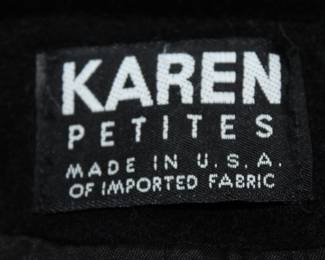 KAREN
PETITES
MADE IN U.S.A.
OF IMPORTED FABRIC